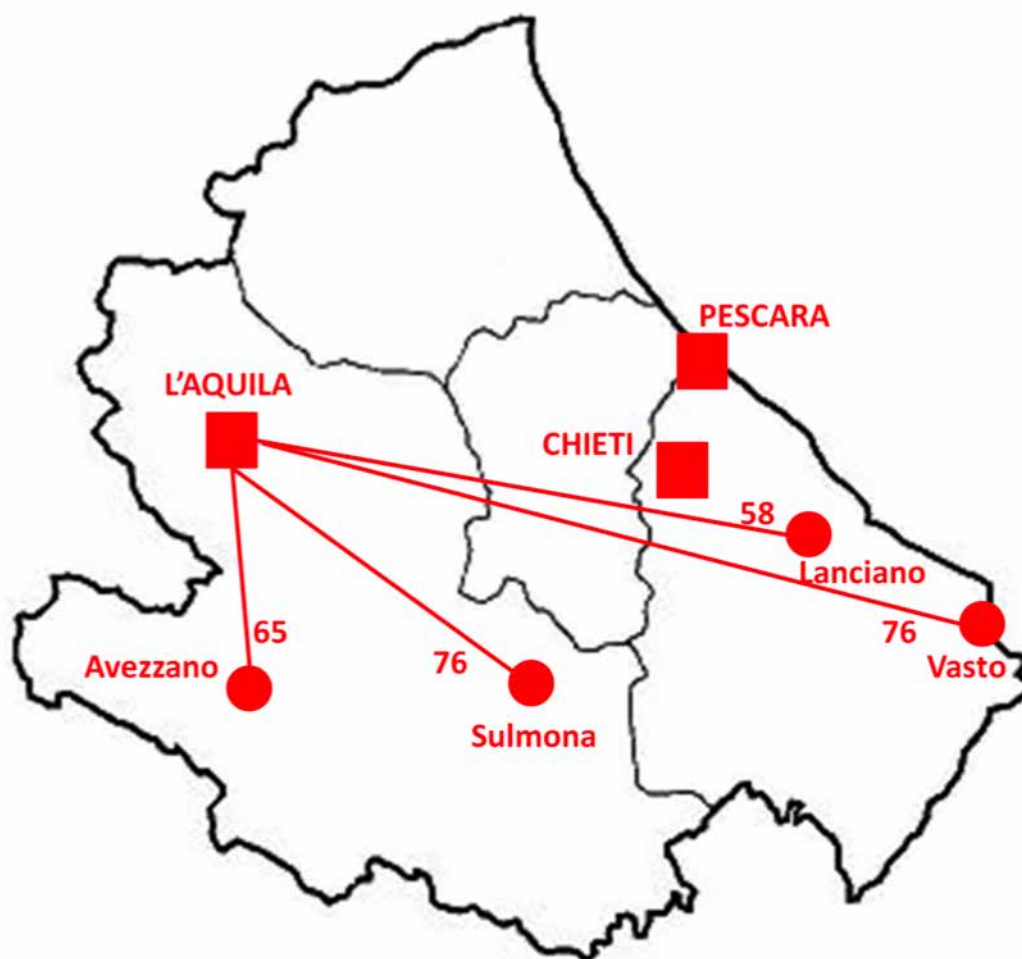 PESCARA
L'AQUILA
CHIETI
58
Lanciano
65
76
Vasto
Avezzano
76
Sulmona